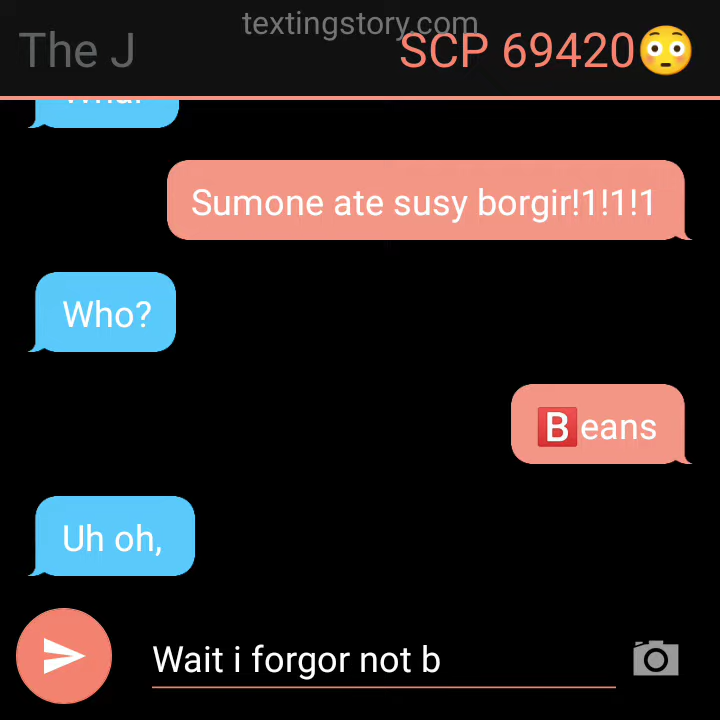 textingstory.com
The J
SCP 69420😳
Sumone ate susy borgir!1!1!1
Who?
🅱eans
Uh oh,
Wait i forgor not b